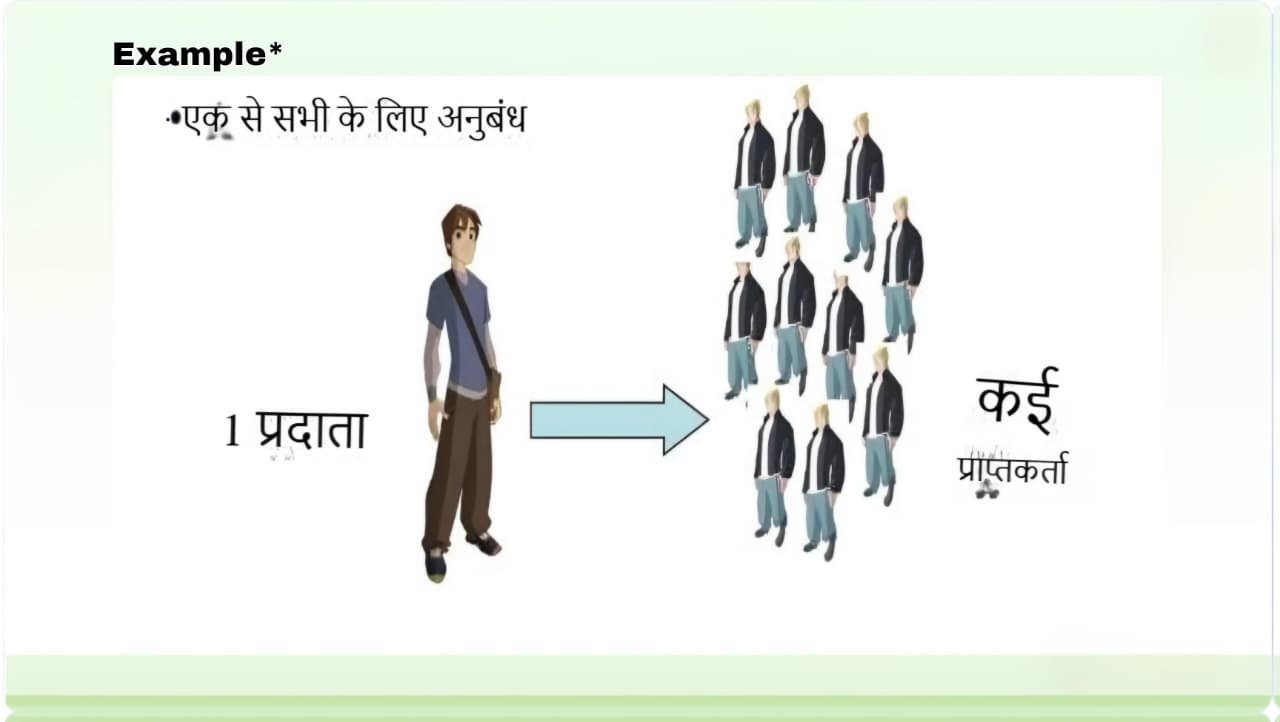 Example*
•एक से सभी के लिए अनुबंध
1 प्रदाता
कई
प्राप्तकर्ता